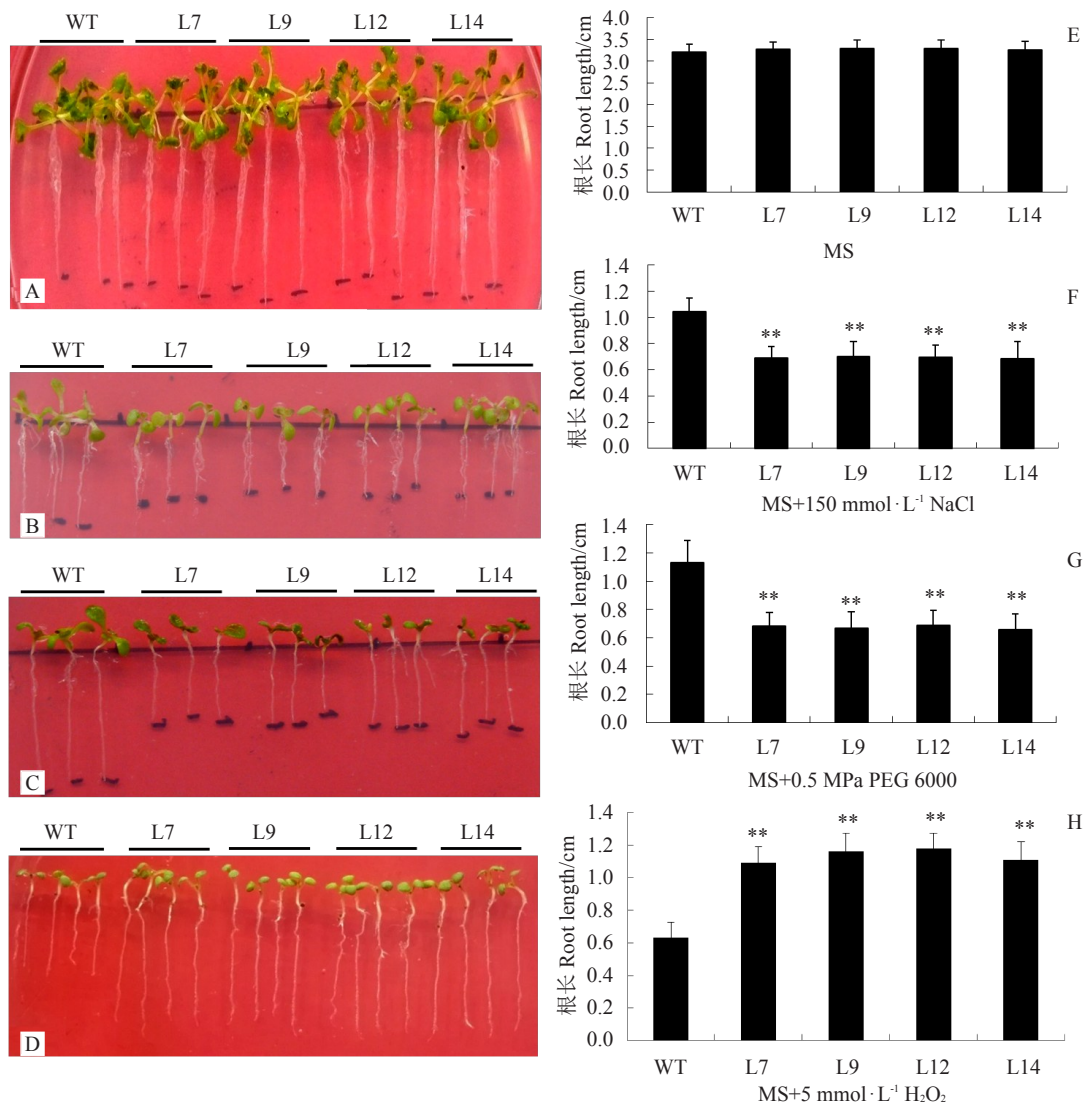 WT L7 L9 L12 L14
A
WT L7 L9 L12 L14
B
WT L7 L9 L12 L14
C
WT L7 L9 L12 L14
D
E
根长 Root length/cm
4.0
3.5
3.0
2.5
2.0
1.5
1.0
0.5
0.0
WT L7 L9 L12 L14
MS
F
根长 Root length/cm
1.4
1.2
1.0
0.8
0.6
0.4
0.2
0.0
** ** ** **
WT L7 L9 L12 L14
MS+150 mmol·L⁻¹ NaCl
G
根长 Root length/cm
1.4
1.2
1.0
0.8
0.6
0.4
0.2
0.0
** ** ** **
WT L7 L9 L12 L14
MS+0.5 MPa PEG 6000
H
根长 Root length/cm
1.4
1.2
1.0
0.8
0.6
0.4
0.2
0.0
** ** ** **
WT L7 L9 L12 L14
MS+5 mmol·L⁻¹ H₂O₂